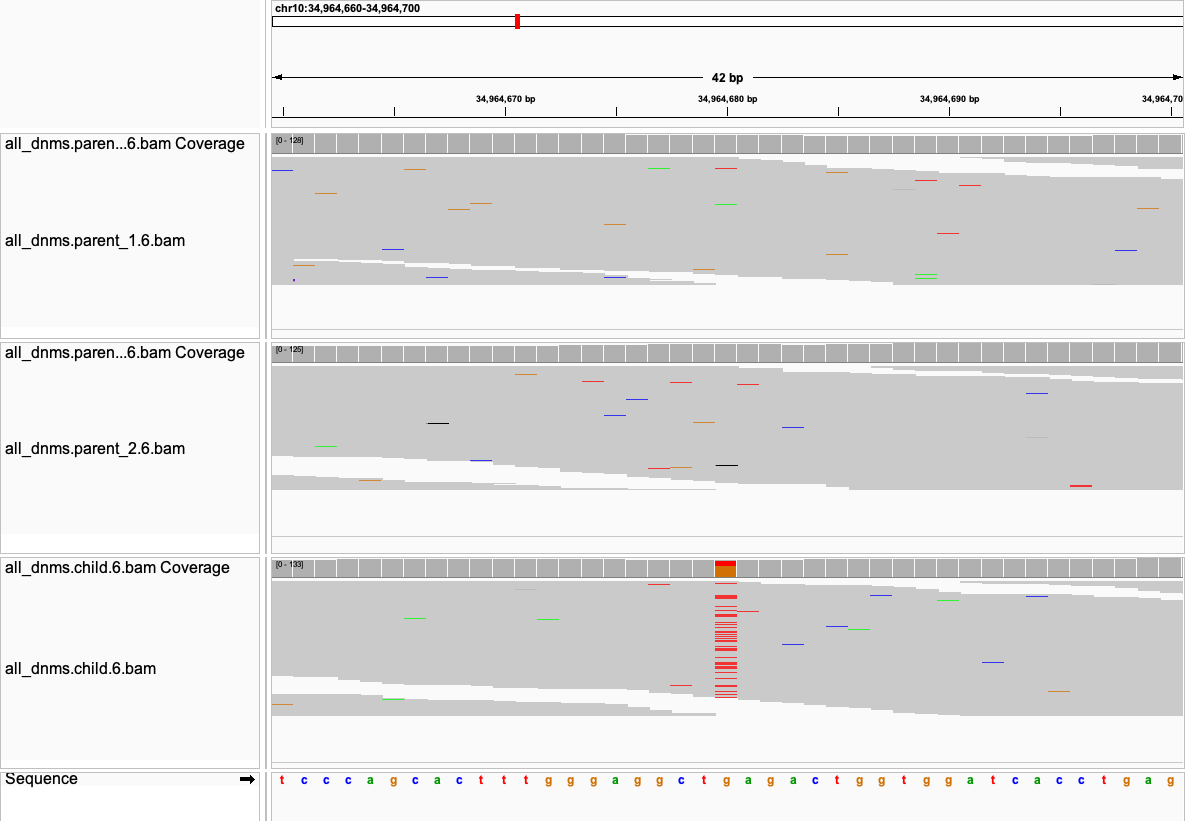 chr10:34,964,660-34,964,700
42 bp
34,964,670 bp 34,964,680 bp 34,964,690 bp 34,964,70
all_dnms.paren...6.bam Coverage [0 - 128]
all_dnms.parent_1.6.bam
all_dnms.paren...6.bam Coverage [0 - 125]
all_dnms.parent_2.6.bam
all_dnms.child.6.bam Coverage [0 - 133]
all_dnms.child.6.bam
Sequence t c c c a g c a c t t t g g g a g g c t g a g a c t g g t g g a t c a c c t g a g